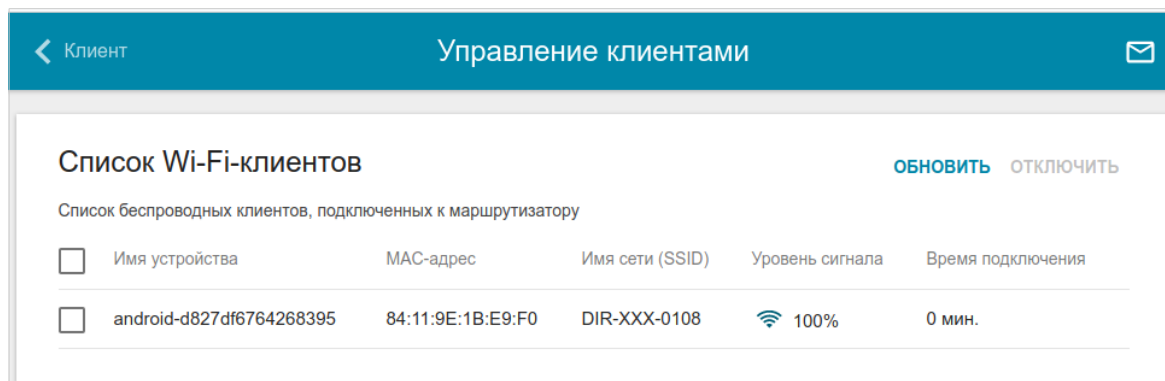 Клиент Управление клиентами
Список Wi-Fi-клиентов ОБНОВИТЬ ОТКЛЮЧИТЬ
Список беспроводных клиентов, подключенных к маршрутизатору
Имя устройства MAC-адрес Имя сети (SSID) Уровень сигнала Время подключения
android-d827df6764268395 84:11:9E:1B:E9:F0 DIR-XXX-0108 100% 0 мин.